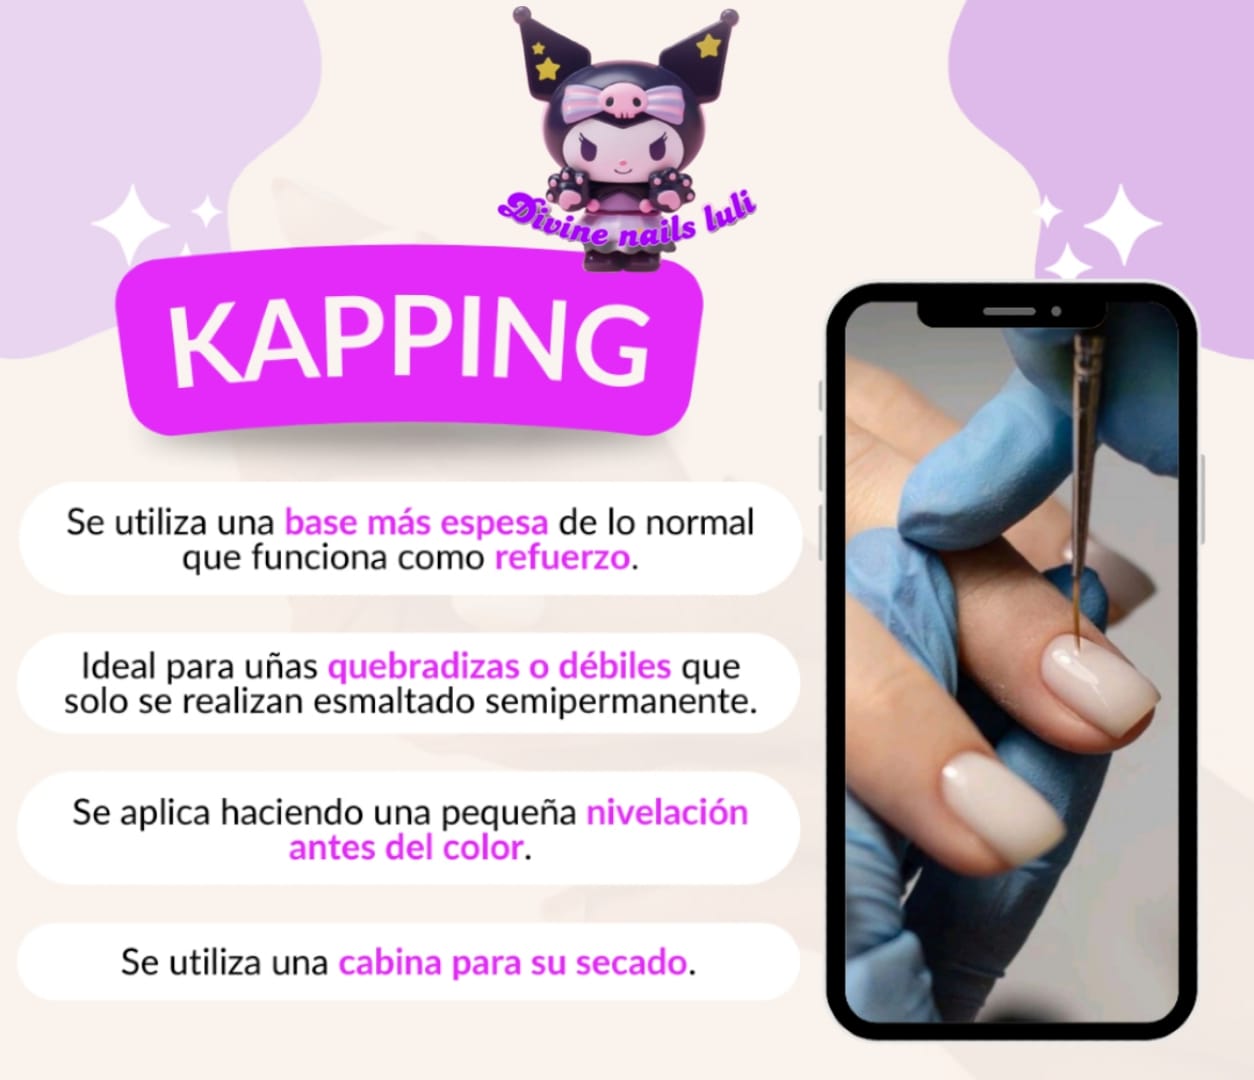 Divine nails luli
KAPPING
Se utiliza una base más espesa de lo normal
que funciona como refuerzo.
Ideal para uñas quebradizas o débiles que
solo se realizan esmaltado semipermanente.
Se aplica haciendo una pequeña nivelación
antes del color.
Se utiliza una cabina para su secado.